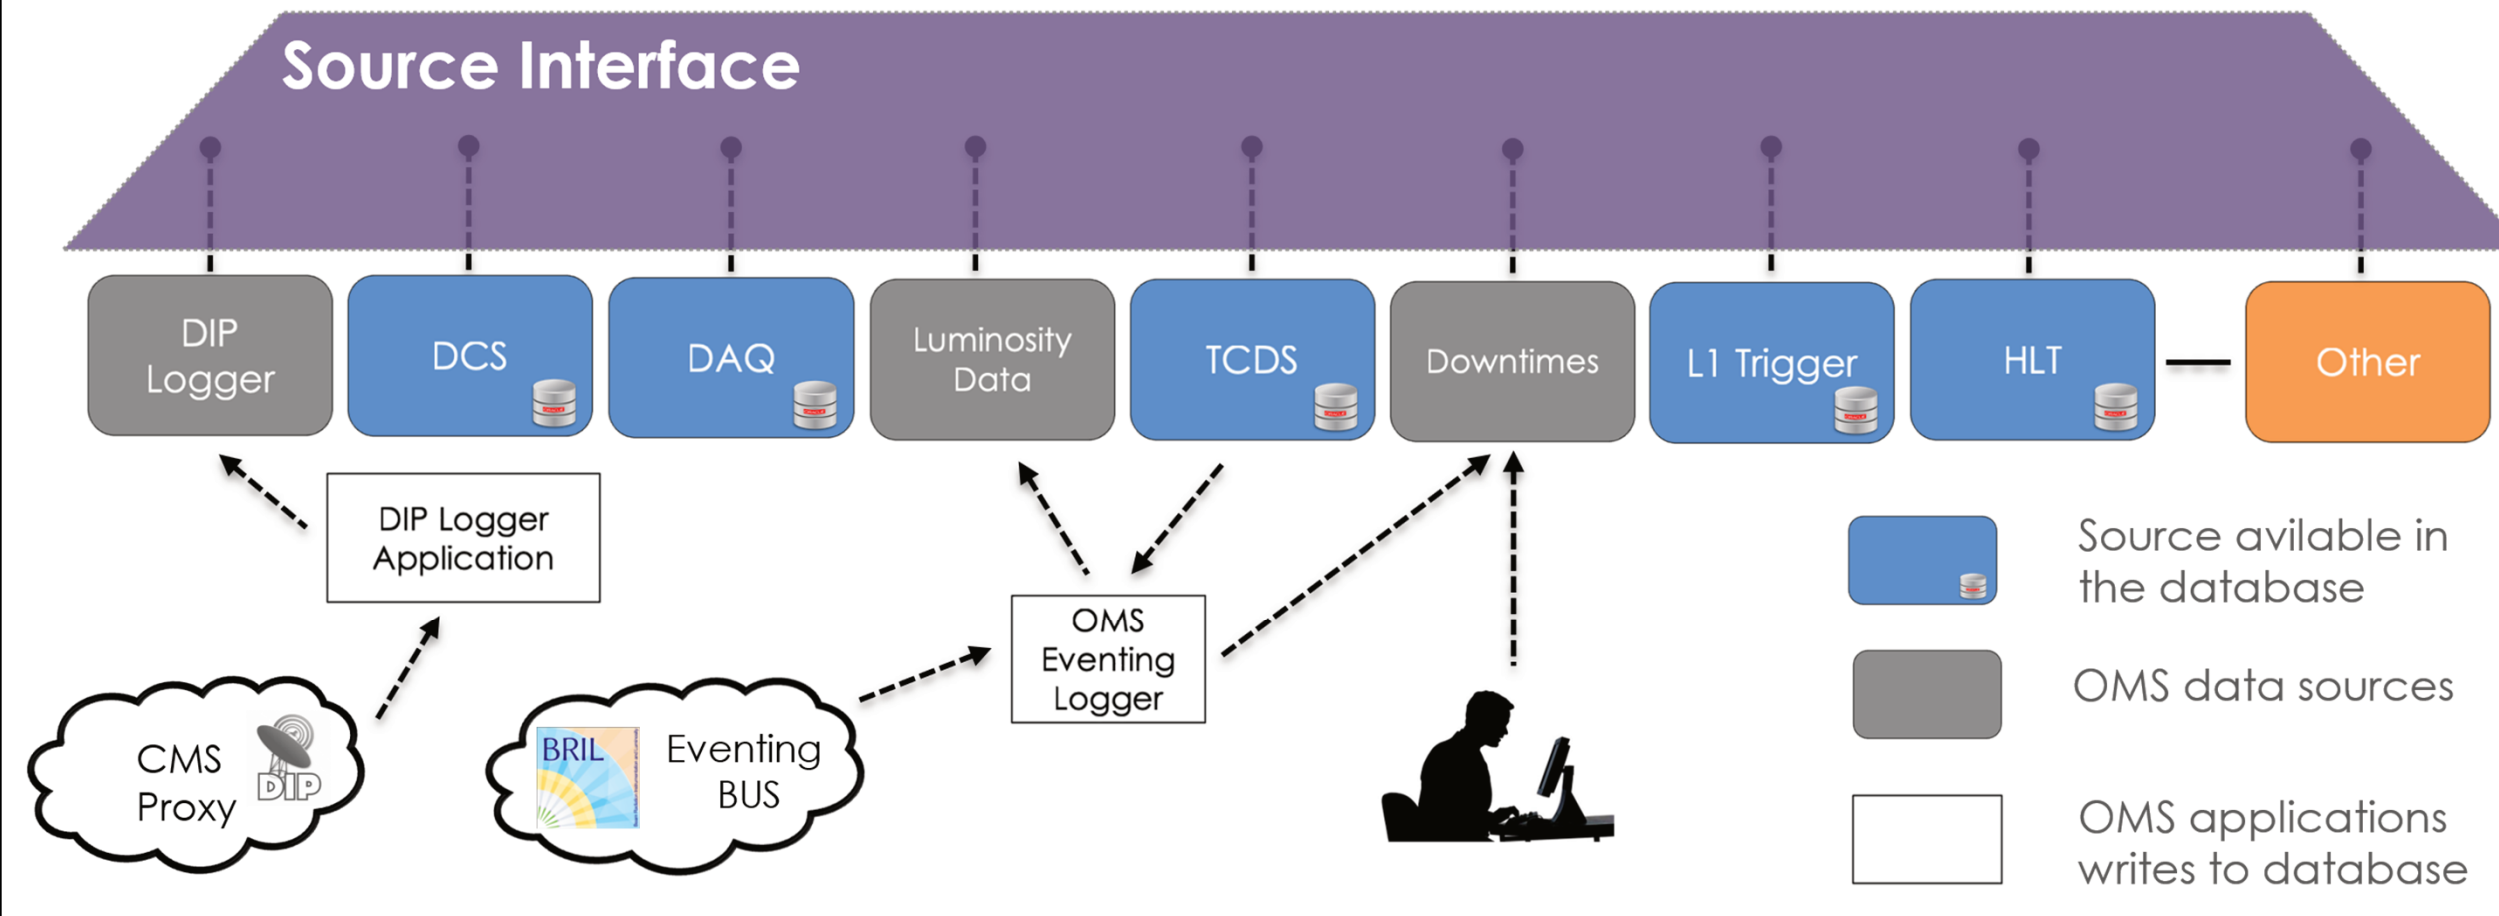 Source Interface
DIP
Logger
DCS
DAQ
Luminosity
Data
TCDS
Downtimes
L1 Trigger
HLT
Other
DIP Logger
Application
OMS
Eventing
Logger
CMS
Proxy
DIP
BRIL
Eventing
BUS
Source avilable in
the database
OMS data sources
OMS applications
writes to database